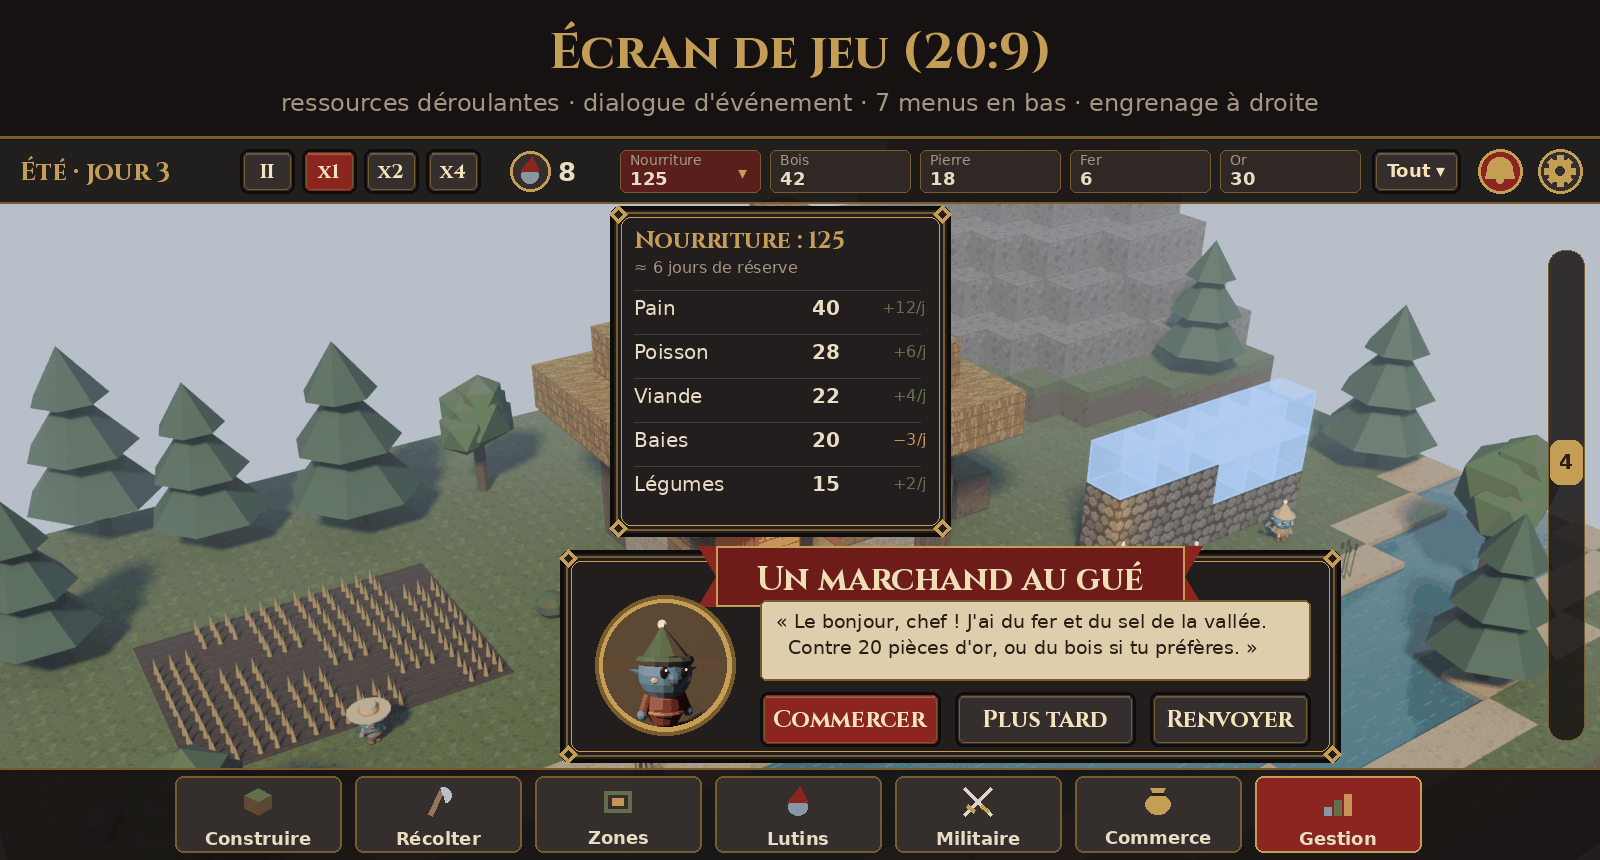 ÉCRAN DE JEU (20:9)
ressources déroulantes · dialogue d'événement · 7 menus en bas · engrenage à droite
ÉTÉ · JOUR 3
II
X1
X2
X4
8
Nourriture
125 ▼
Bois
42
Pierre
18
Fer
6
Or
30
Tout ▾
NOURRITURE : 125
≈ 6 jours de réserve
Pain 40 +12/j
Poisson 28 +6/j
Viande 22 +4/j
Baies 20 −3/j
Légumes 15 +2/j
4
UN MARCHAND AU GUÉ
« Le bonjour, chef ! J'ai du fer et du sel de la vallée.
Contre 20 pièces d'or, ou du bois si tu préfères. »
COMMERCER
PLUS TARD
RENVOYER
Construire
Récolter
Zones
Lutins
Militaire
Commerce
Gestion